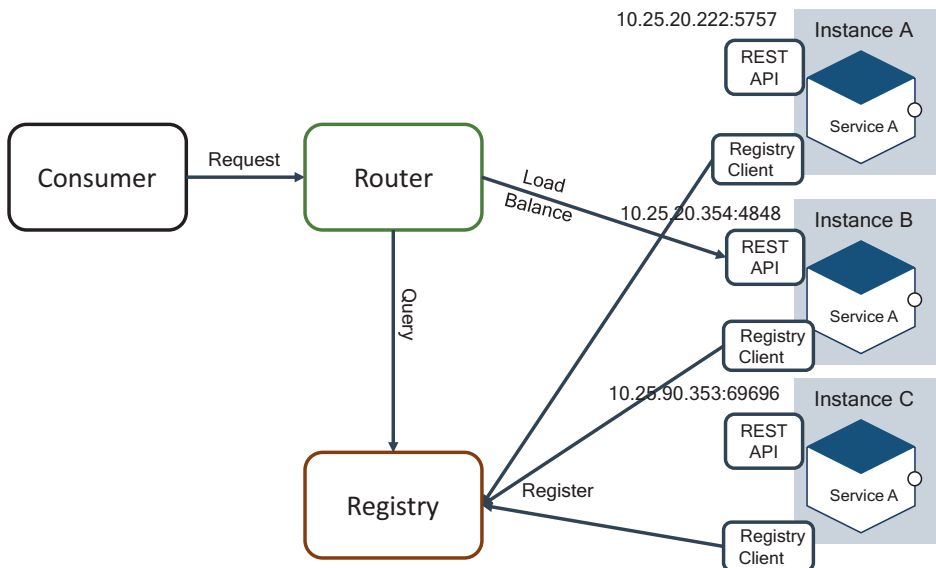 10.25.20.222:5757
Instance A
REST
API
Service A
Registry
Client
Consumer
Request
Router
Load
Balance
10.25.20.354:4848
Instance B
REST
API
Service A
Registry
Client
Query
10.25.90.353:69696
Instance C
REST
API
Service A
Registry
Register
Registry
Client